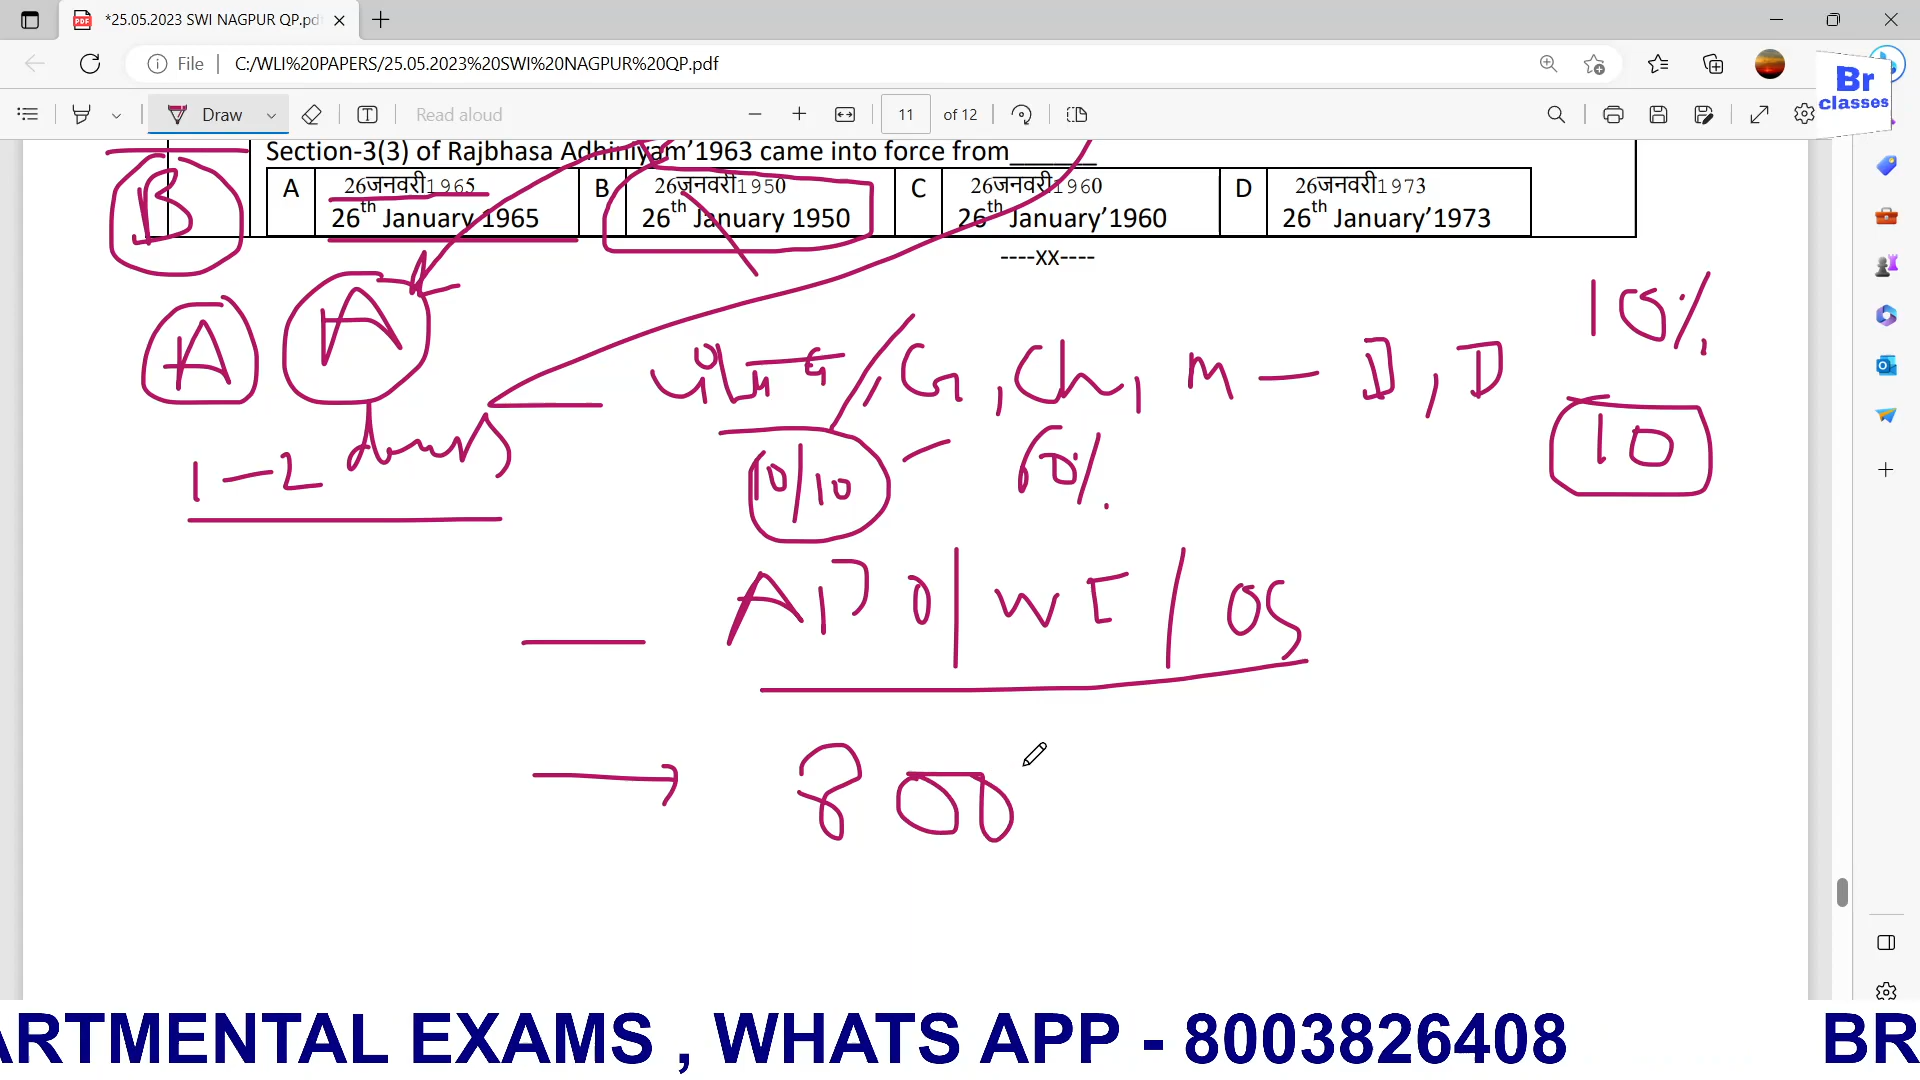 *25.05.2023 SWI NAGPUR QP.pdf
File | C:/WLI%20PAPERS/25.05.2023%20SWI%20NAGPUR%20QP.pdf
Br
classes
Draw
Read aloud
11 of 12
Section-3(3) of Rajbhasa Adhiniyam'1963 came into force from______
A 26जनवरी1965 B 26जनवरी1950 C 26जनवरी1960 D 26जनवरी1973
26th January 1965 26th January 1950 26th January'1960 26th January'1973
B
----XX----
A A 10%
G, Ch, M — D, D
10
1-2
10/10 - 60%
APO/WI/OS
800
ARTMENTAL EXAMS , WHATS APP - 8003826408 BR